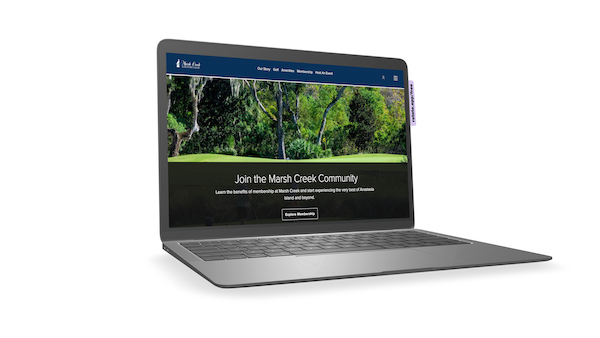 Marsh Creek
Our Story Golf Amenities Membership Host An Event
Join the Marsh Creek Community
Learn the benefits of membership at Marsh Creek and start experiencing the very best of Anastasia
Island and beyond.
Explore Membership